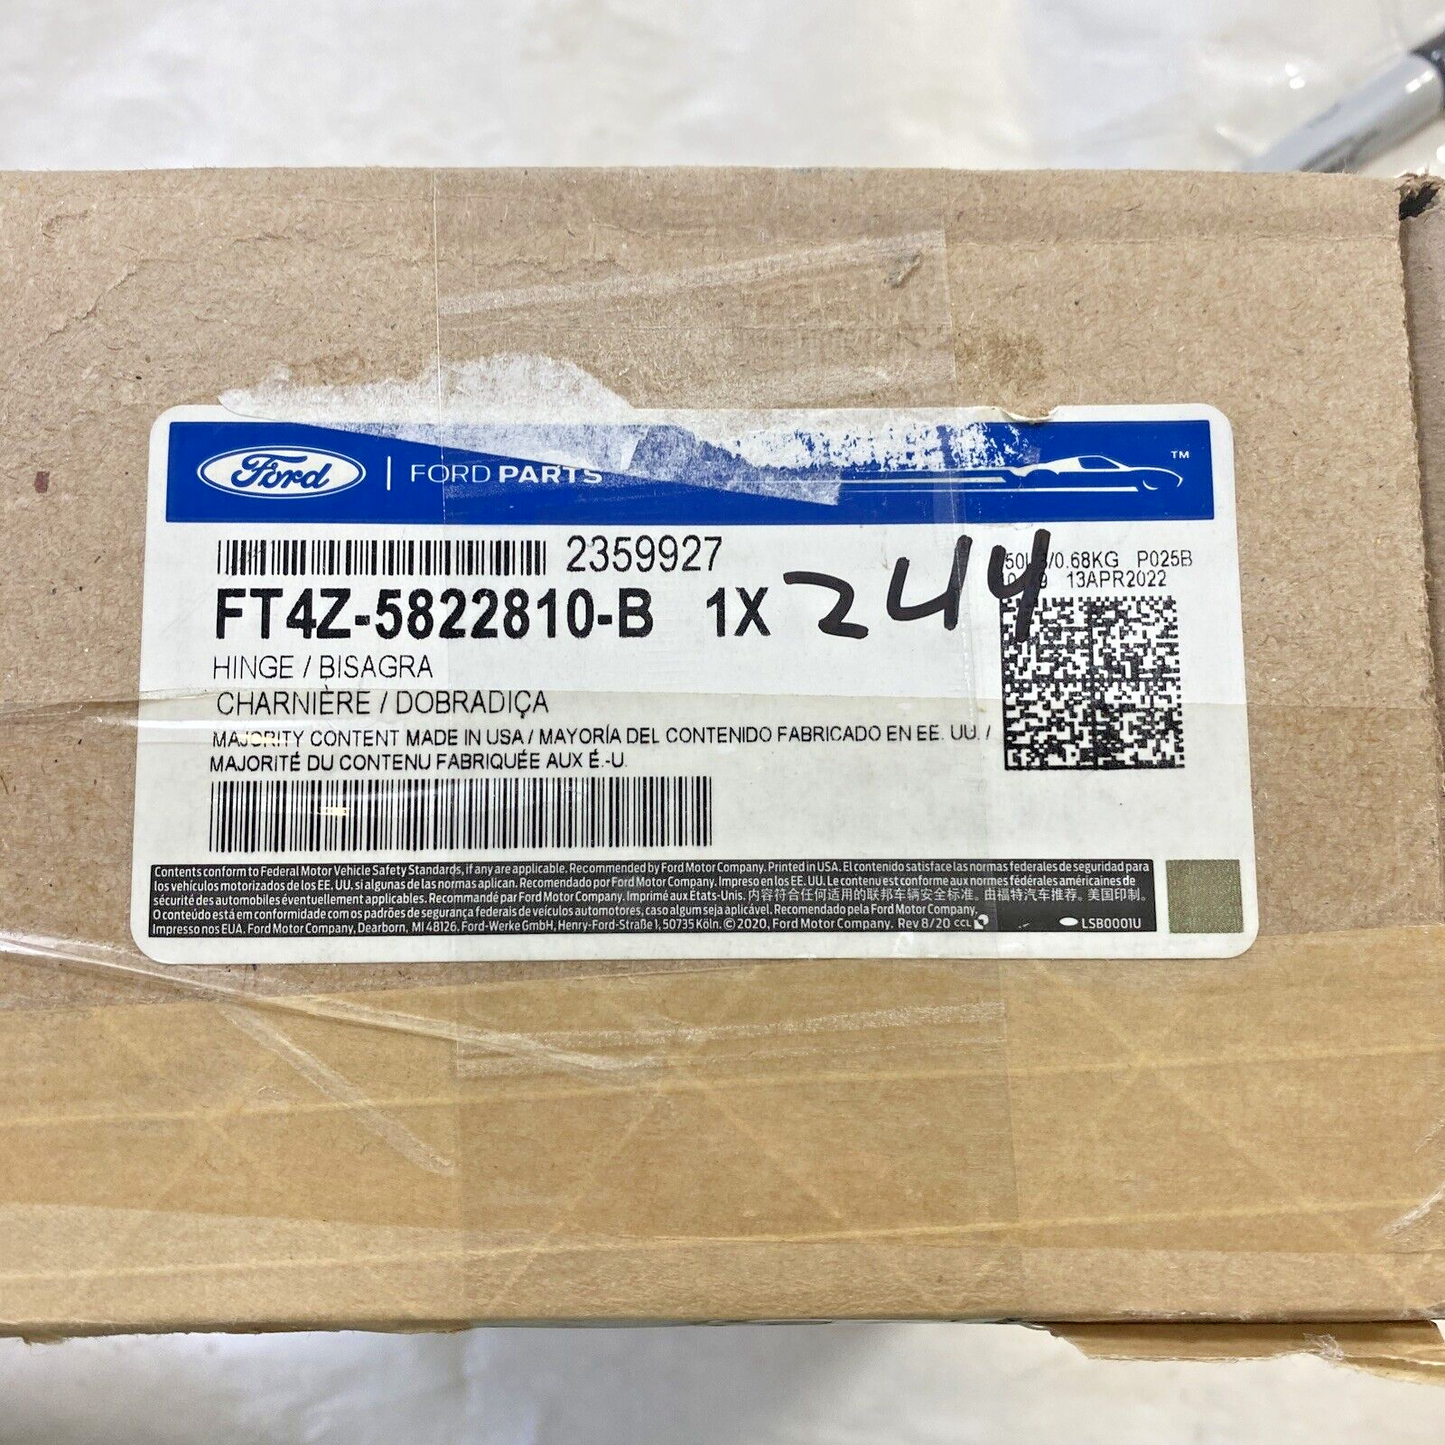 Ford | FORD PARTS TM
2359927
FT4Z-5822810-B 1X 244
/0.68KG P025B
13APR2022
HINGE / BISAGRA
CHARNIÈRE / DOBRADIÇA
MAJORITY CONTENT MADE IN USA / MAYORÍA DEL CONTENIDO FABRICADO EN EE. UU. /
MAJORITÉ DU CONTENU FABRIQUÉE AUX É.-U.
Contents conform to Federal Motor Vehicle Safety Standards, if any are applicable. Recommended by Ford Motor Company. Printed in USA. El contenido satisface las normas federales de seguridad para
los vehículos motorizados de los EE. UU. si algunas de las normas aplican. Recomendado por Ford Motor Company. Impreso en los EE. UU. Le contenu est conforme aux normes fédérales américaines de
sécurité des automobiles éventuellement applicables. Recommandé par Ford Motor Company. Imprimé aux États-Unis. 内容符合任何适用的联邦车辆安全标准。由福特汽车推荐。美国印制。
O conteúdo está em conformidade com os padrões de segurança federais de veículos automotores, caso algum seja aplicável. Recomendado pela Ford Motor Company.
Impresso nos EUA. Ford Motor Company, Dearborn, MI 48126. Ford-Werke GmbH, Henry-Ford-Straße 1, 50735 Köln. © 2020, Ford Motor Company. Rev 8/20 CCL LSB0001U